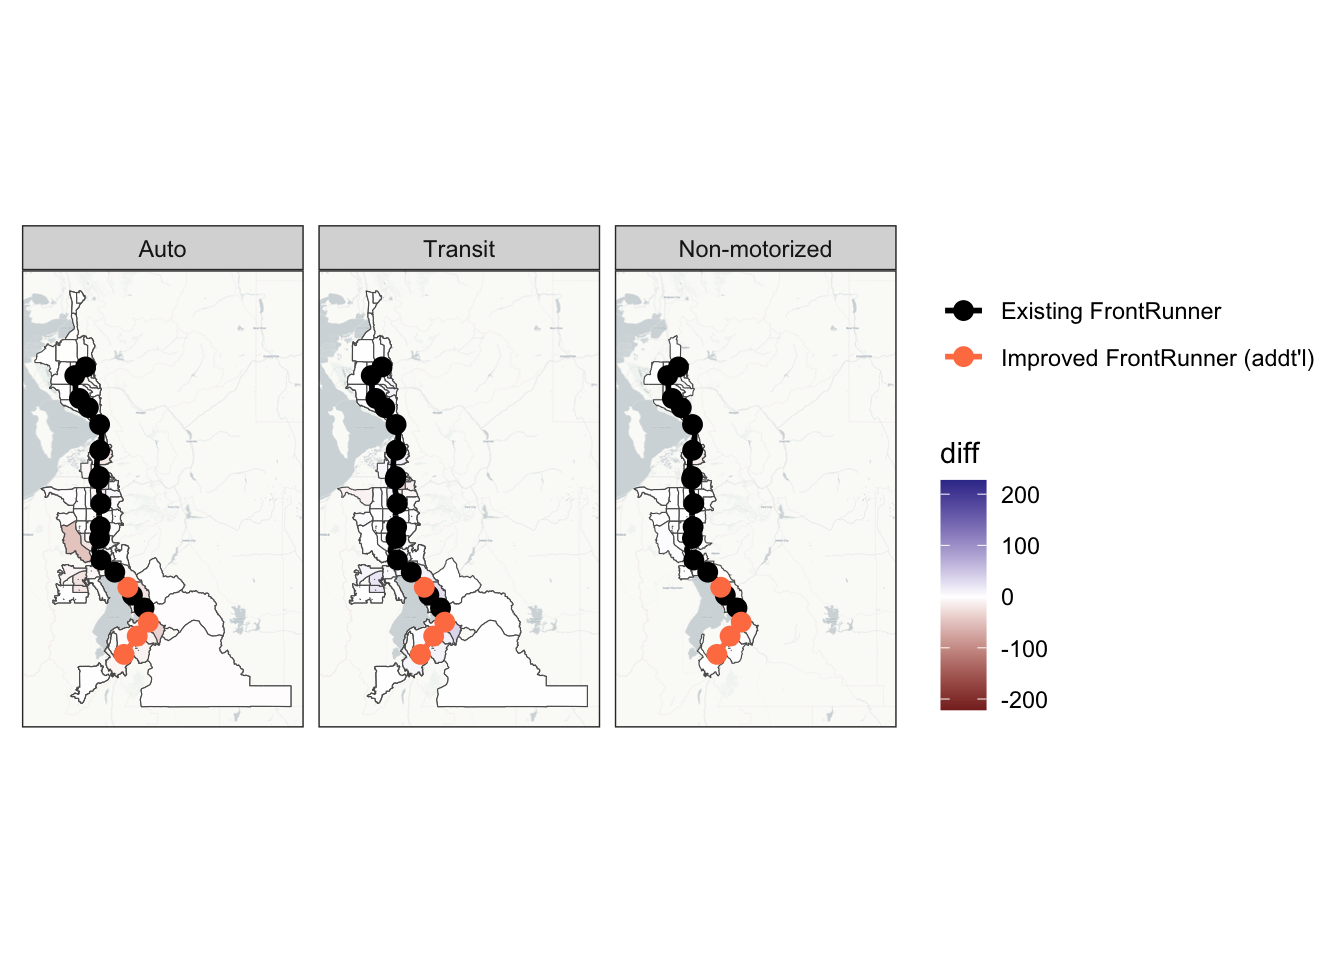 Auto
Transit
Non-motorized
Existing FrontRunner
Improved FrontRunner (addt'l)
diff
200
100
0
-100
-200